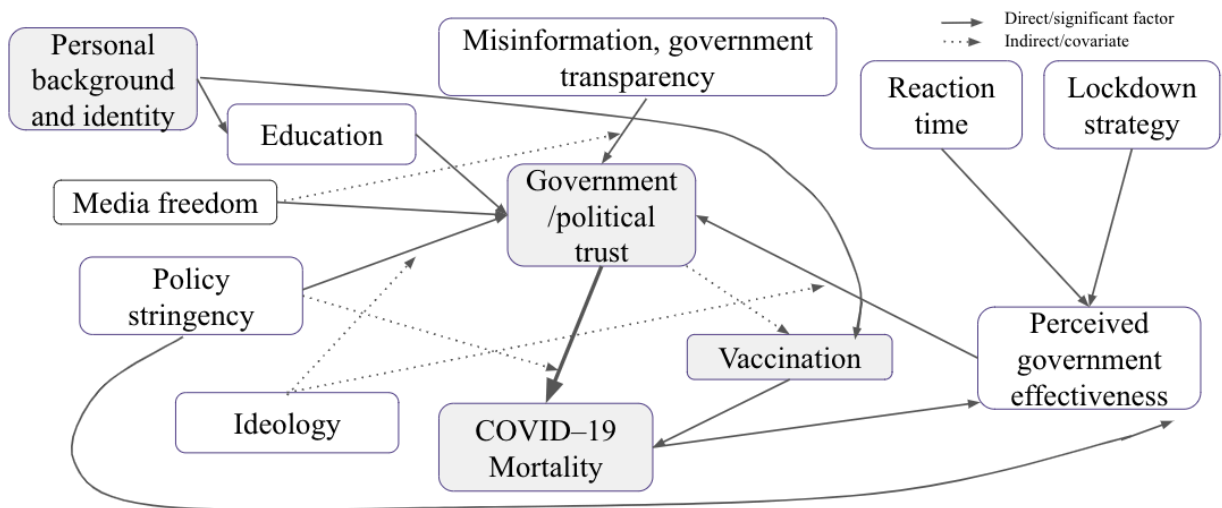 Direct/significant factor
Indirect/covariate
Personal
background
and identity
Misinformation, government
transparency
Reaction
time
Lockdown
strategy
Education
Media freedom
Government
/political
trust
Policy
stringency
Vaccination
Perceived
government
effectiveness
Ideology
COVID–19
Mortality